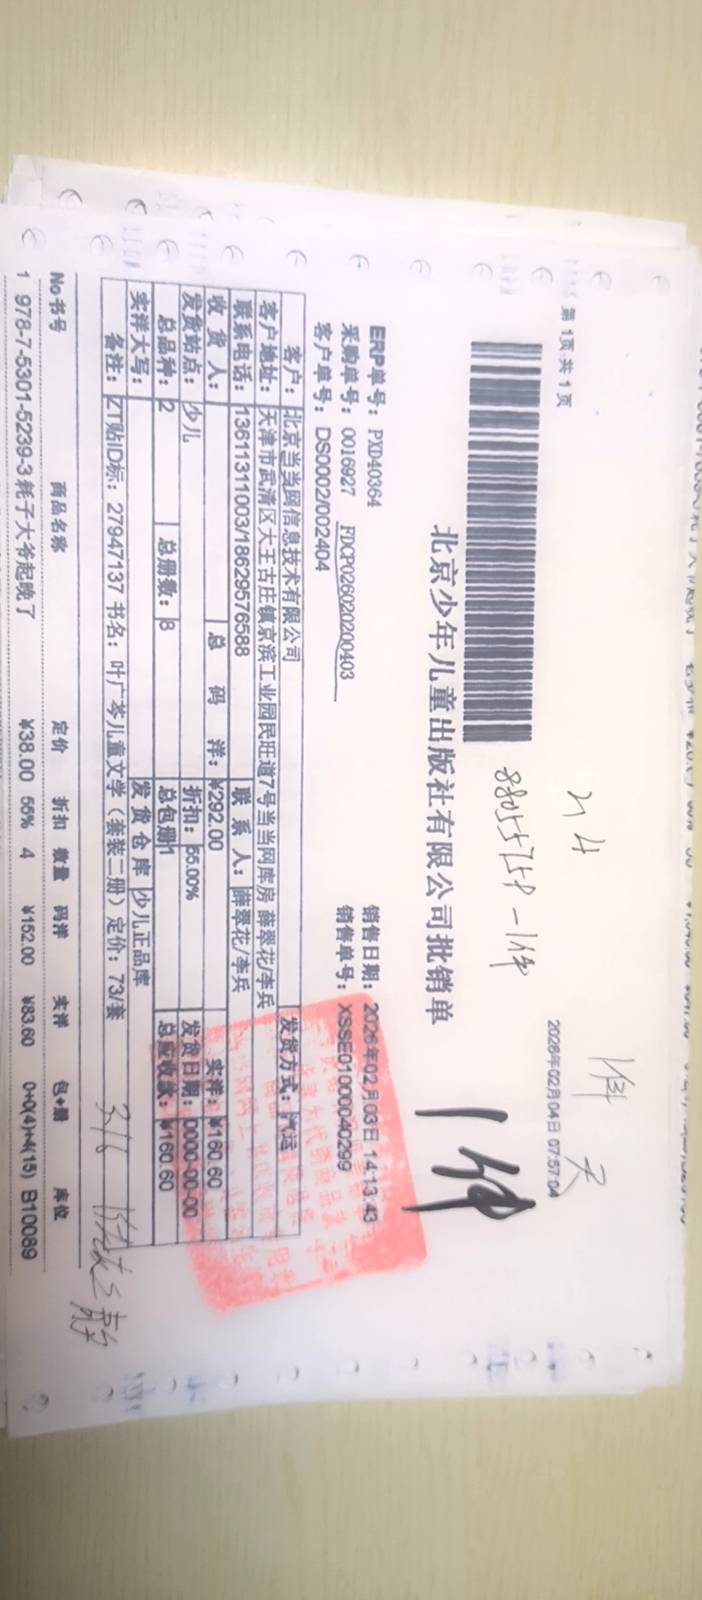 第 1页 共 1 页
2026年02月04日 07:57:04
24
88055758-1件
1件
北京少年儿童出版社有限公司批销单
ERP单号: PXD40364
销售日期: 2026年02月03日 14:13:43
采购单号: 0016927 FDCP026020200403
销售单号: XSSE01000040299
客户单号: DS0002/002404
客户: 北京当当网信息技术有限公司 发货方式: 汽运
客户地址: 天津市武清区大王古庄镇京滨工业园民旺道7号当当网库房 薛翠花/李兵
联系电话: 13611311003/18629576588 联系人: 薛翠花/李兵
收货人: 总码洋: ¥292.00 实洋: ¥160.60
发货站点: 少儿 折扣: 55.00% 发货日期: 0000-00-00
总品种: 2 总册数: 8 总包册1 总应收款: ¥160.60
实洋大写: 发货仓库 少儿正品库
备注: ZT贴ID标: 27947137 书名: 叶广芩儿童文学（套装二册）定价: 73/套
3/6
No书号 商品名称 定价 折扣 数量 码洋 实洋 包+册 库位
1 978-7-5301-5239-3 耗子大爷起晚了 ¥38.00 55% 4 ¥152.00 ¥83.60 0+0(4)+4(15) B10089